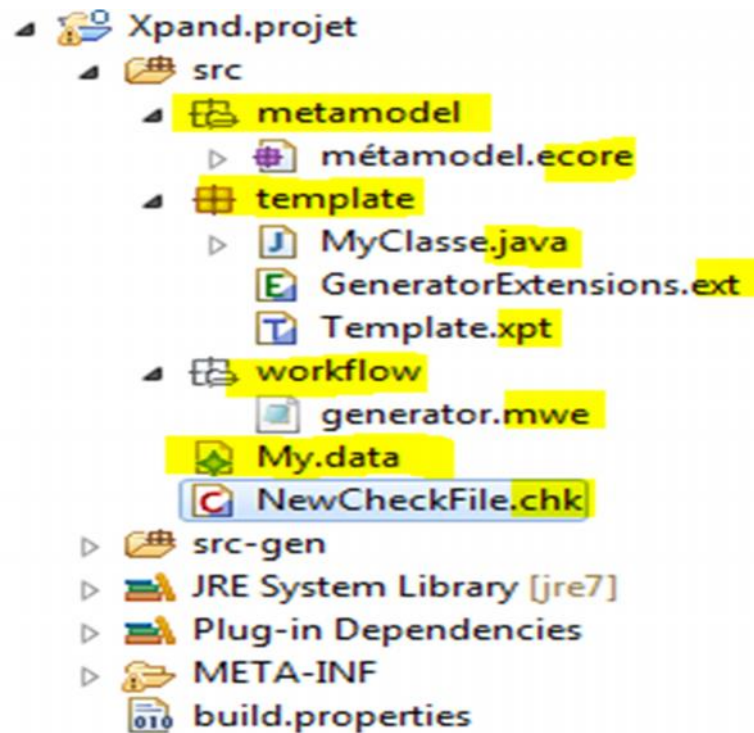 Xpand.projet
src
metamodel
métamodel.ecore
template
MyClasse.java
GeneratorExtensions.ext
Template.xpt
workflow
generator.mwe
My.data
NewCheckFile.chk
src-gen
JRE System Library [jre7]
Plug-in Dependencies
META-INF
build.properties